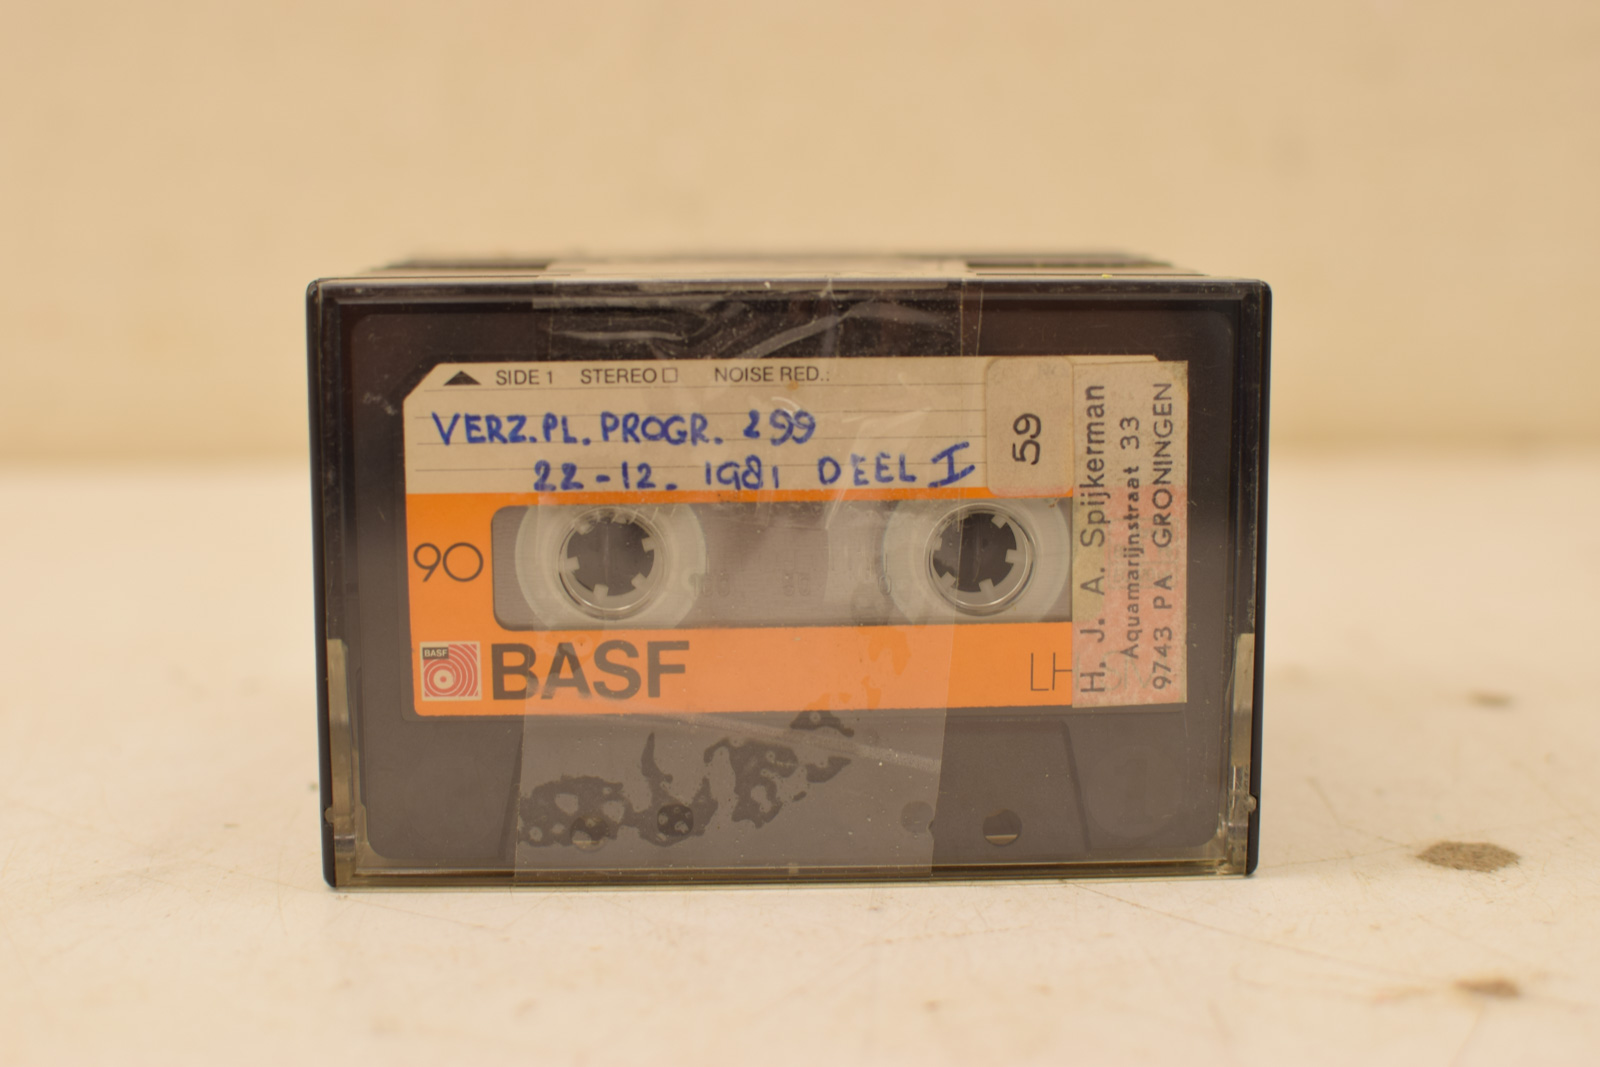 SIDE 1 STEREO NOISE RED.:
VERZ.PL. PROGR. 299
22-12. 1981 DEEL I
59
H. J. A. Spijkerman
Aquamarijnstraat 33
9743 PA GRONINGEN
90
BASF
BASF
LH